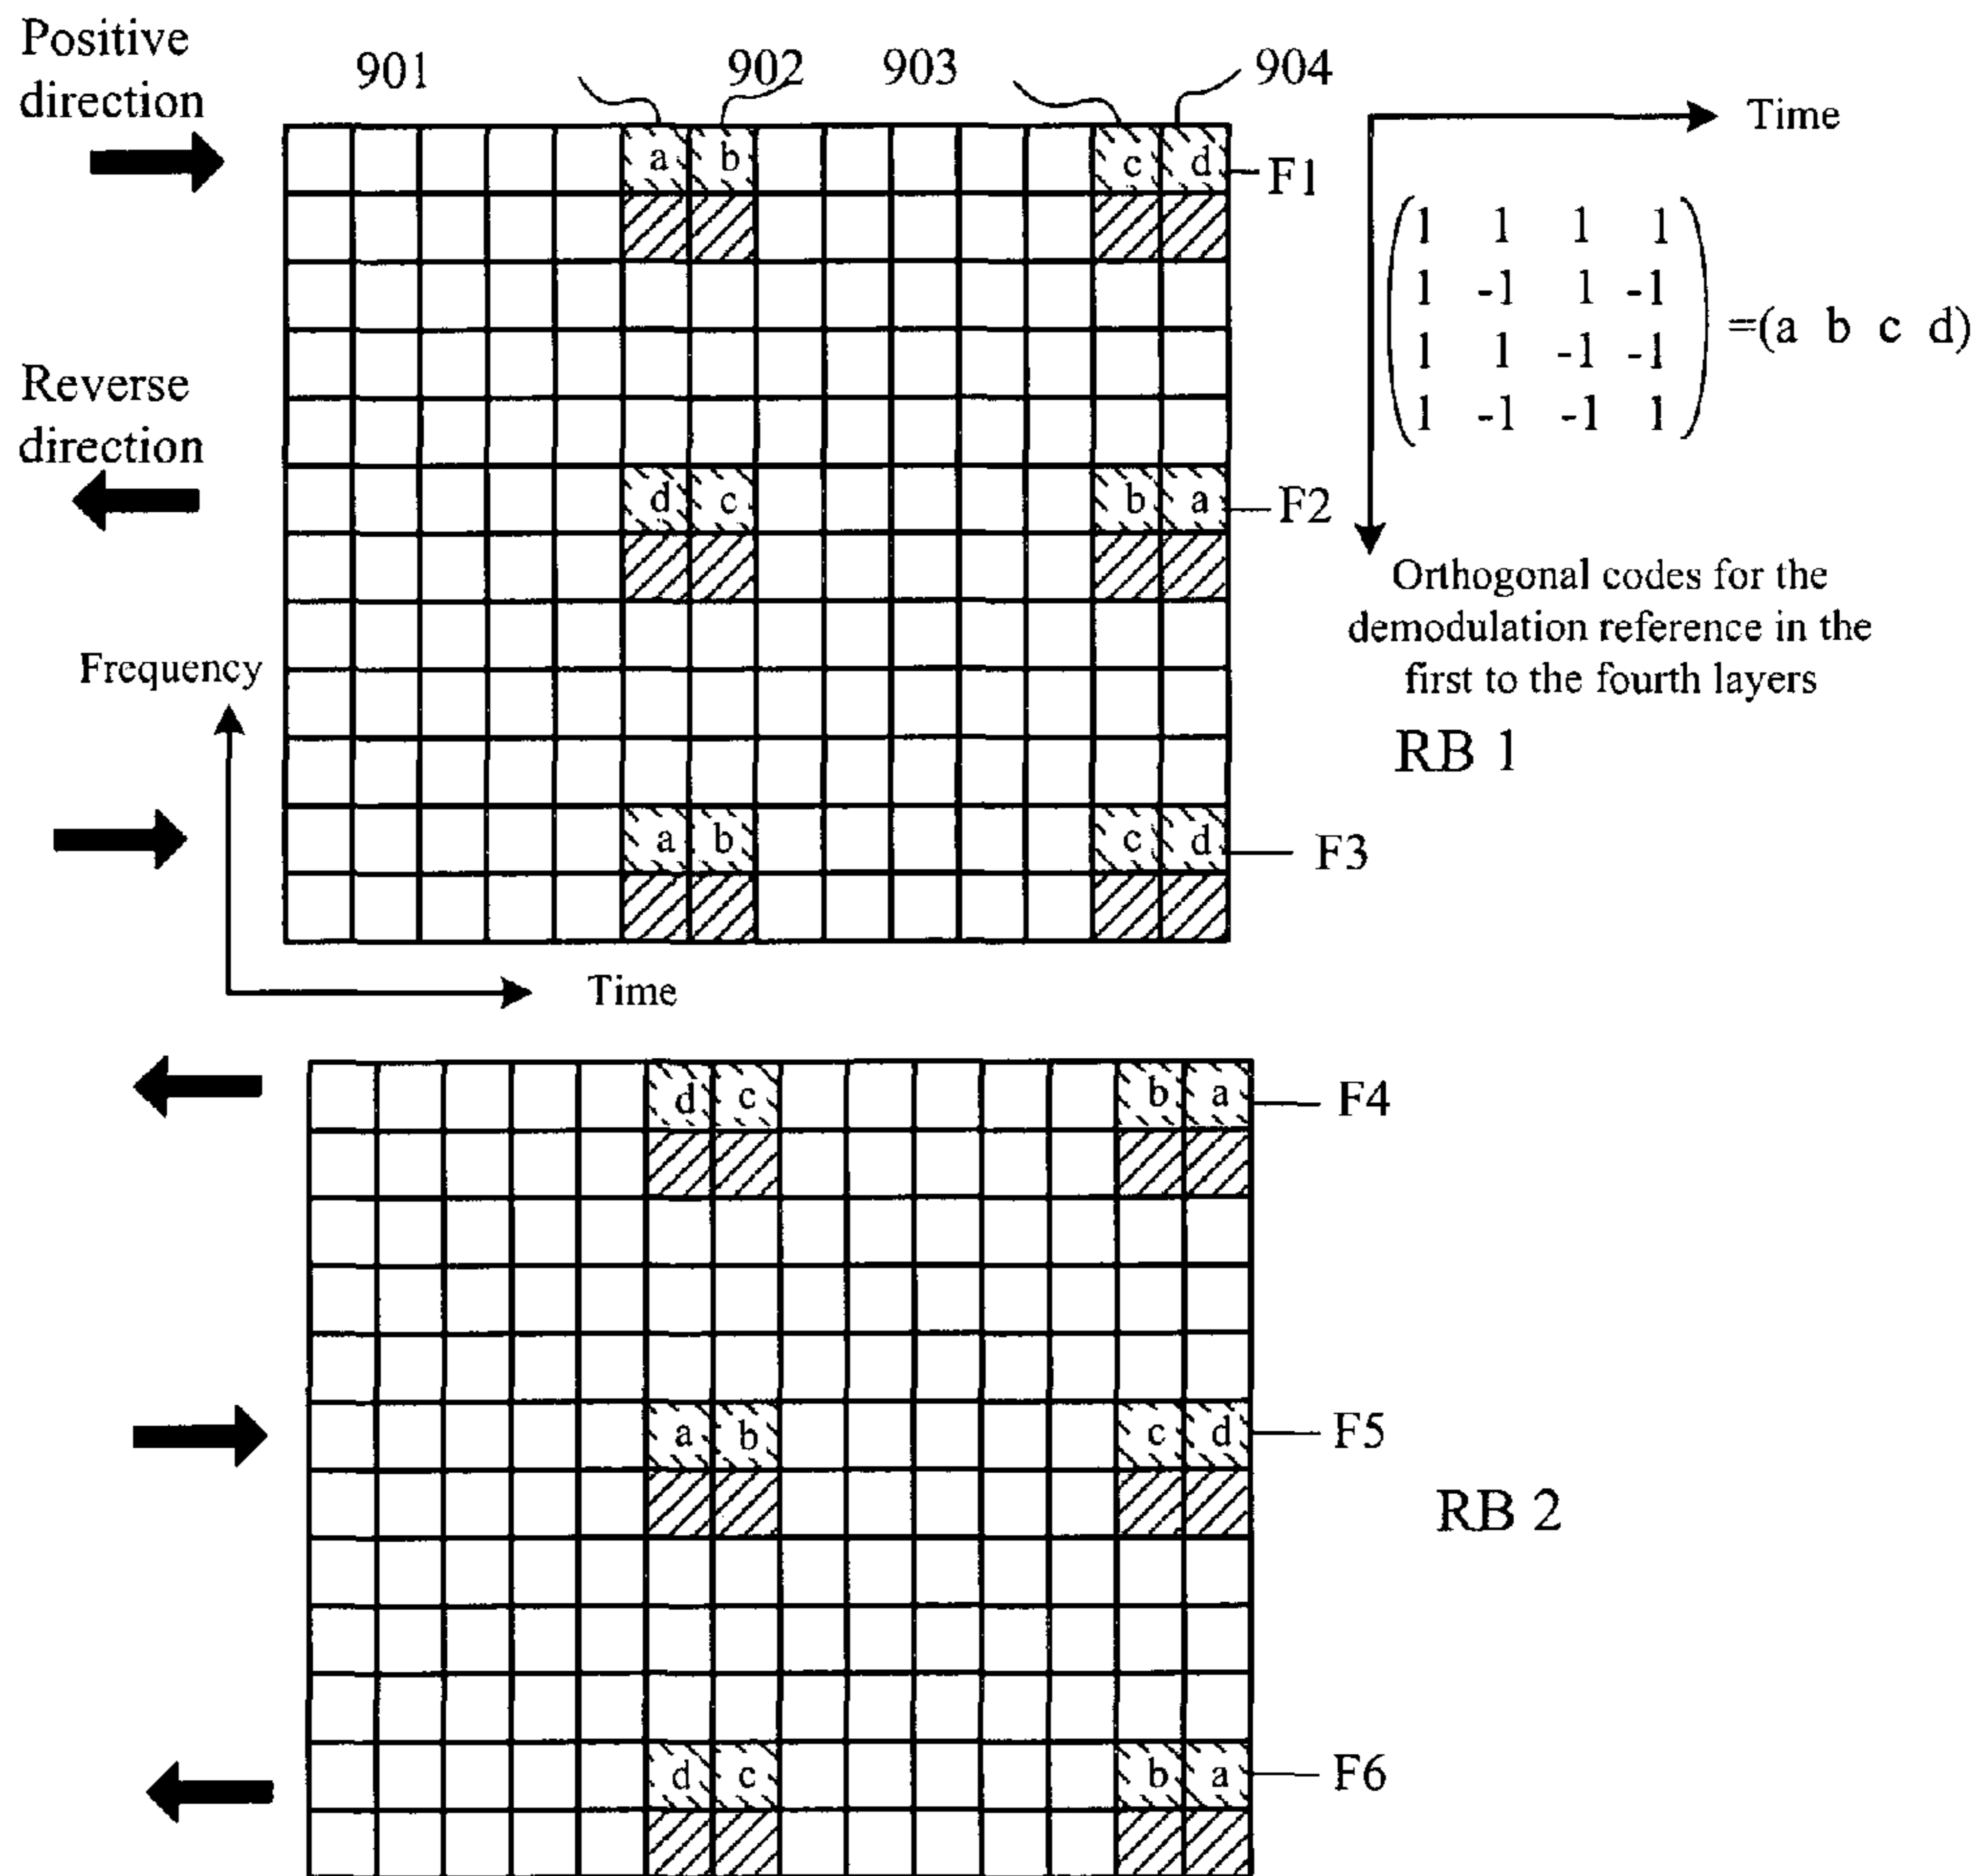 Positive
direction
901
902
903
904
Time
a b c d
F1
1 1 1 1
1 -1 1 -1
1 1 -1 -1
1 -1 -1 1
=(a b c d)
Reverse
direction
d c b a
F2
Orthogonal codes for the
demodulation reference in the
first to the fourth layers
RB 1
Frequency
a b c d
F3
Time
d c b a
F4
a b c d
F5
RB 2
d c b a
F6